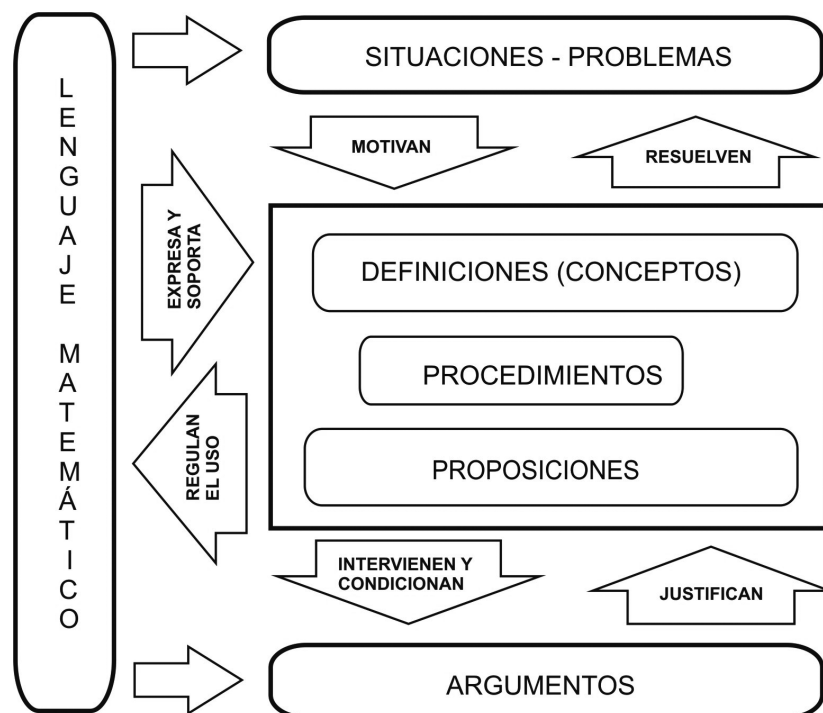 LENGUAJE MATEMÁTICO
SITUACIONES - PROBLEMAS
MOTIVAN
RESUELVEN
EXPRESA Y
SOPORTA
DEFINICIONES (CONCEPTOS)
PROCEDIMIENTOS
REGULAN
EL USO
PROPOSICIONES
INTERVIENEN Y
CONDICIONAN
JUSTIFICAN
ARGUMENTOS